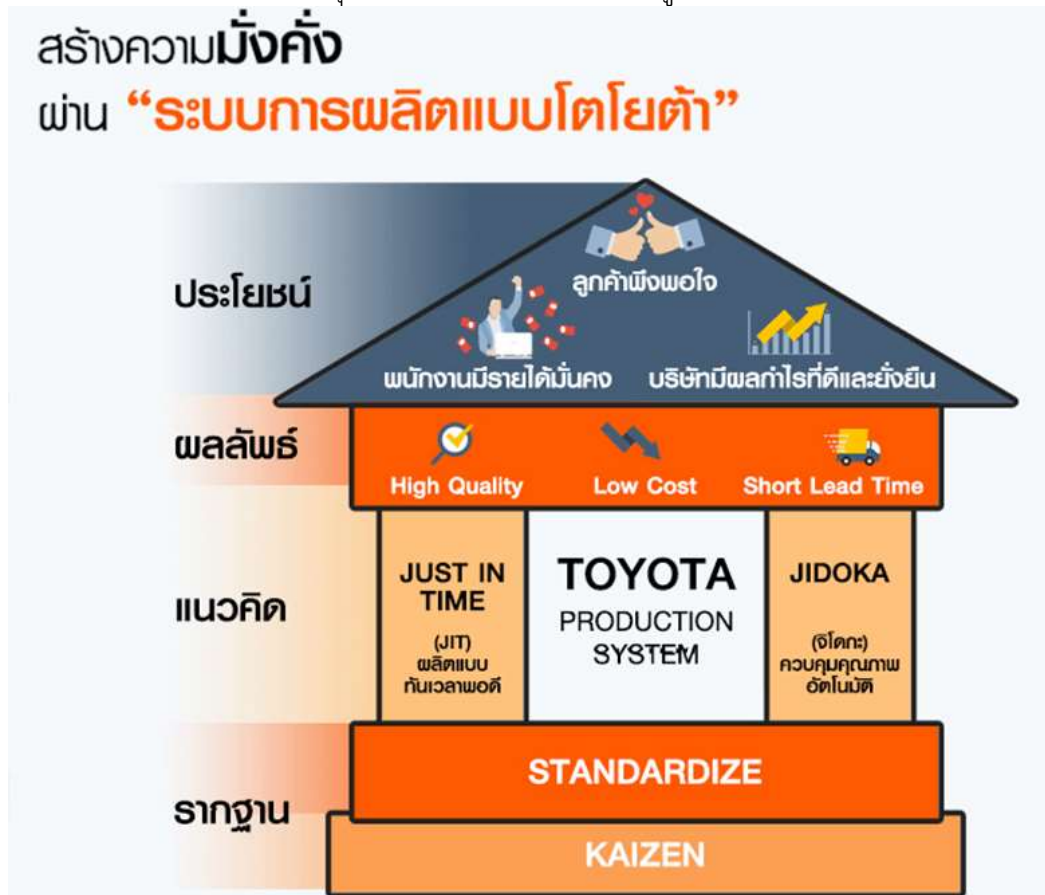 สร้างความมั่งคั่ง
ผ่าน “ระบบการผลิตแบบโตโยต้า”
ประโยชน์
ลูกค้าพึงพอใจ
พนักงานมีรายได้มั่นคง
บริษัทมีผลกำไรที่ดีและยั่งยืน
ผลลัพธ์
High Quality
Low Cost
Short Lead Time
แนวคิด
JUST IN
TIME
(JIT)
ผลิตแบบ
ทันเวลาพอดี
TOYOTA
PRODUCTION
SYSTEM
JIDOKA
(จิโดกะ)
ควบคุมคุณภาพ
อัตโนมัติ
รากฐาน
STANDARDIZE
KAIZEN